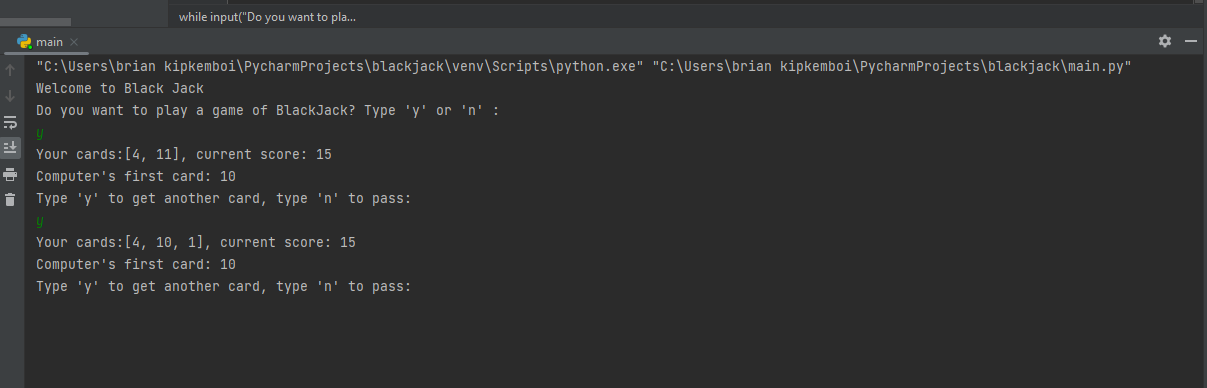 while input("Do you want to pla...
main
"C:\Users\brian kipkemboi\PycharmProjects\blackjack\venv\Scripts\python.exe" "C:\Users\brian kipkemboi\PycharmProjects\blackjack\main.py"
Welcome to Black Jack
Do you want to play a game of BlackJack? Type 'y' or 'n' :
y
Your cards:[4, 11], current score: 15
Computer's first card: 10
Type 'y' to get another card, type 'n' to pass:
y
Your cards:[4, 10, 1], current score: 15
Computer's first card: 10
Type 'y' to get another card, type 'n' to pass: